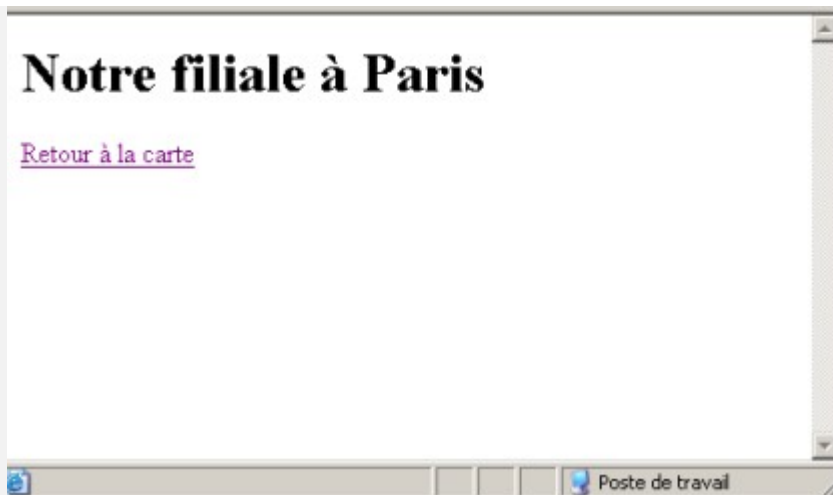 Notre filiale à Paris
Retour à la carte
Poste de travail